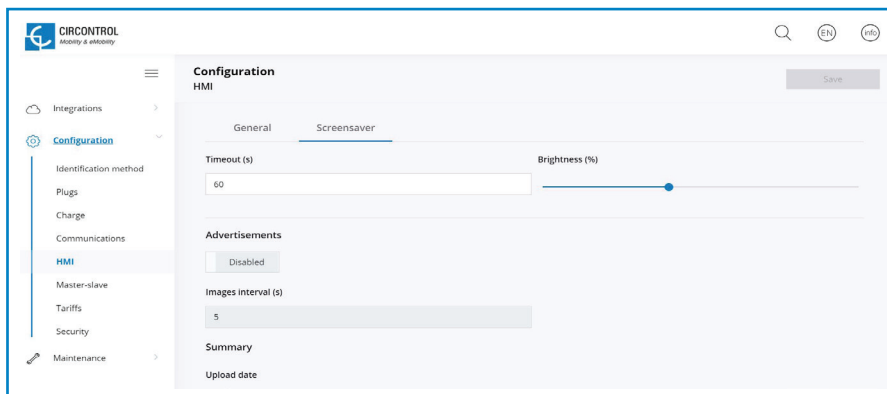 CIRCONTROL
Mobility & eMobility
EN
info
Configuration
HMI
Save
Integrations
Configuration
Identification method
Plugs
Charge
Communications
HMI
Master-slave
Tariffs
Security
Maintenance
General Screensaver
Timeout (s) Brightness (%)
60
Advertisements
Disabled
Images interval (s)
5
Summary
Upload date